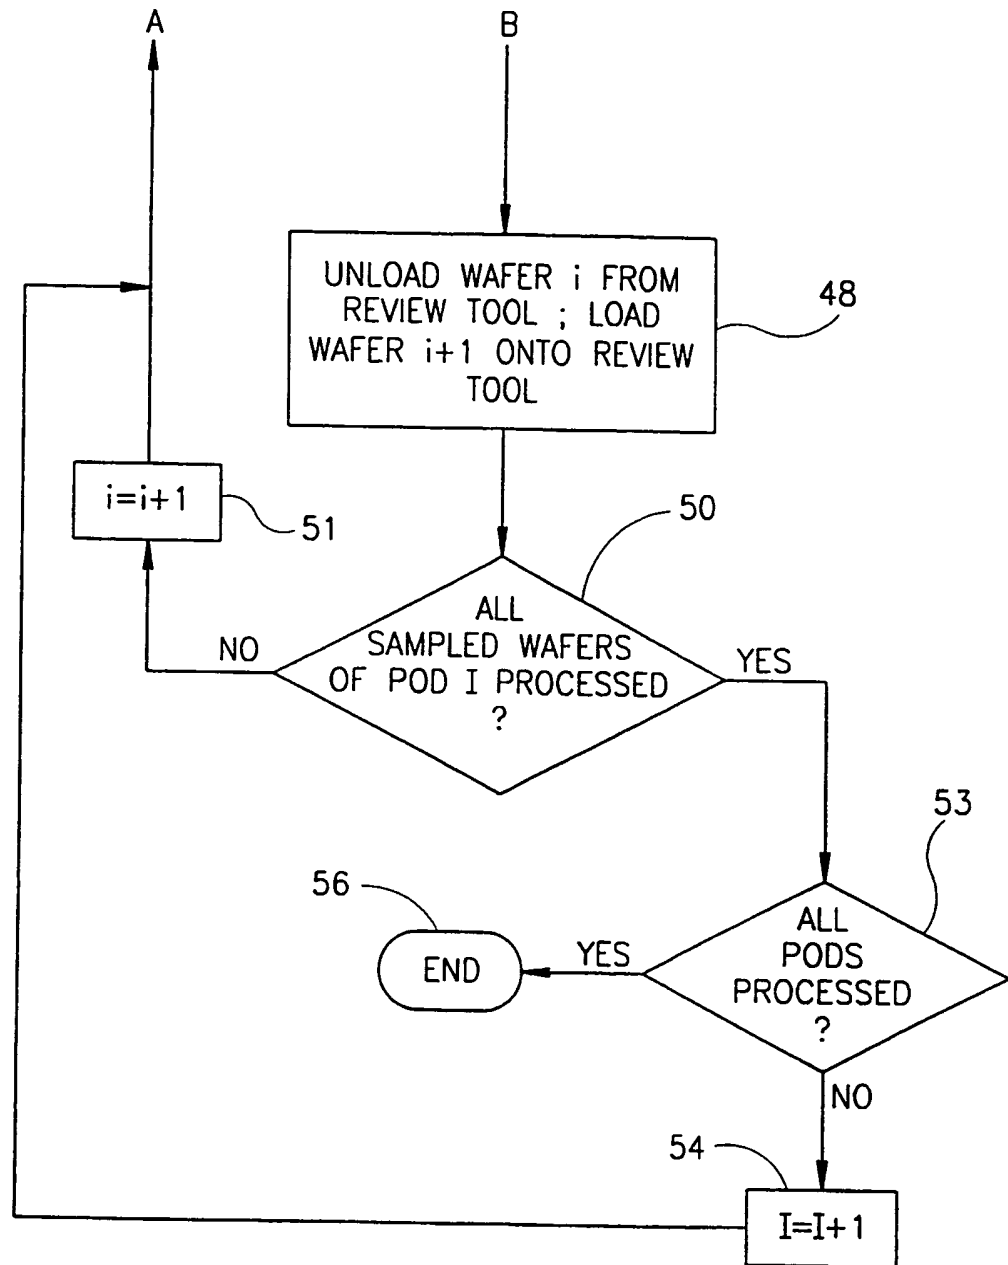 A
B
UNLOAD WAFER i FROM
REVIEW TOOL ; LOAD
WAFER i+1 ONTO REVIEW
TOOL
48
i=i+1
51
50
ALL
SAMPLED WAFERS
OF POD I PROCESSED
?
NO
YES
53
56
ALL
PODS
PROCESSED
?
YES
END
NO
54
I=I+1